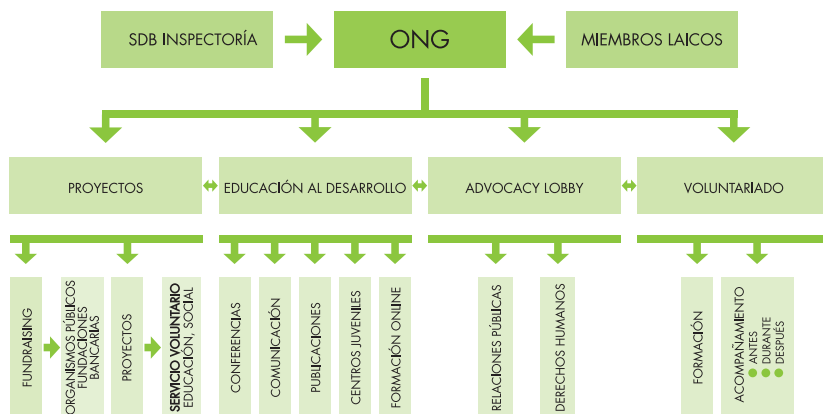 SDB INSPECTORÍA
ONG
MIEMBROS LAICOS
PROYECTOS
EDUCACIÓN AL DESARROLLO
ADVOCACY LOBBY
VOLUNTARIADO
FUNDRAISING
ORGANISMOS PÚBLICOS
FUNDACIONES
BANCARIAS
PROYECTOS
SERVICIO VOLUNTARIO
EDUCACIÓN, SOCIAL
CONFERENCIAS
COMUNICACIÓN
PUBLICACIONES
CENTROS JUVENILES
FORMACIÓN ONLINE
RELACIONES PÚBLICAS
DERECHOS HUMANOS
FORMACIÓN
ACOMPAÑAMIENTO
ANTES
DURANTE
DESPUÉS